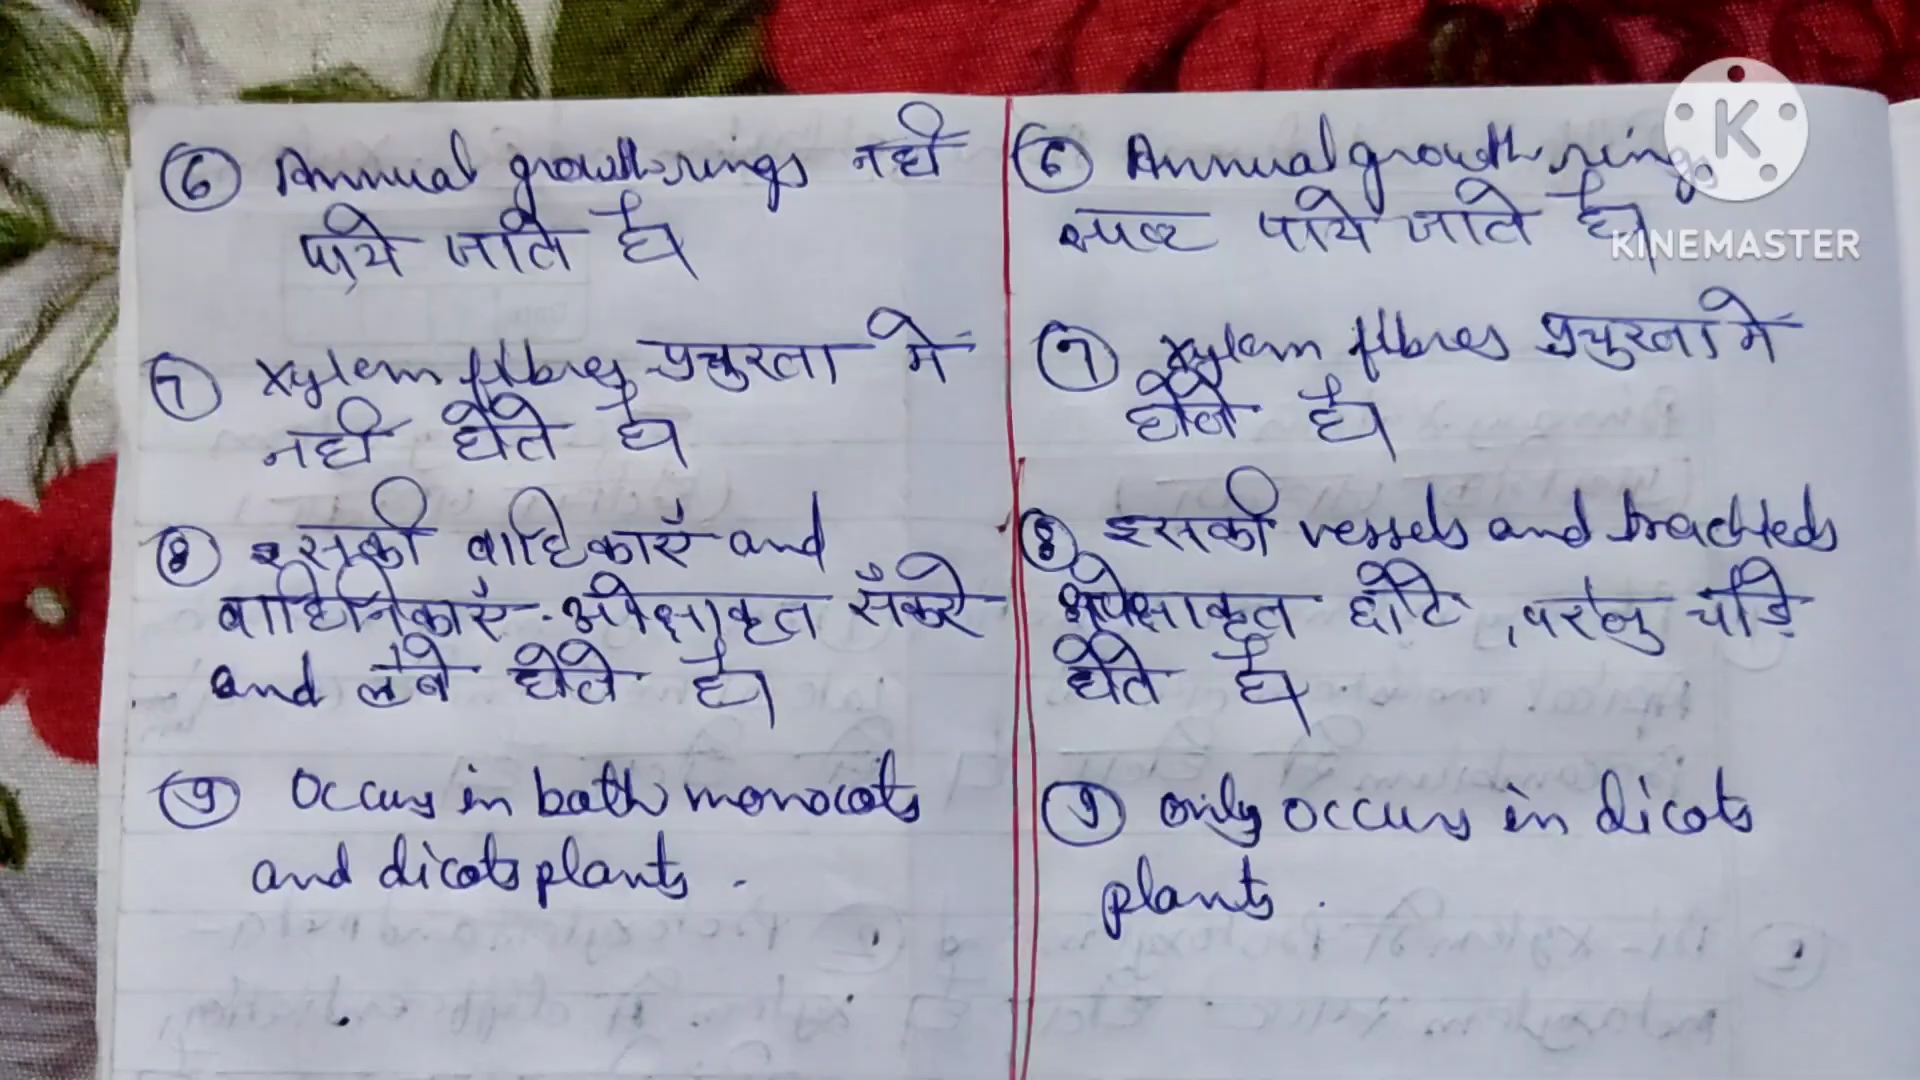 ⑥ Annual growth rings नही
पाये जाते है।
⑦ xylem fibres प्रचुरता मे
नही होते है।
⑧ इसकी वाहिकाएँ and
वाहिनिकाएँ अपेक्षाकृत सँकरे
and लंबे होते है।
⑨ Occurs in both monocots
and dicots plants.
⑥ Annual growth rings
स्पष्ट पाये जाते है।
⑦ xylem fibres प्रचुरता मे
होते है।
⑧ इसकी vessels and tracheids
अपेक्षाकृत छोटे, परन्तु चौड़े
होते है।
⑨ only occurs in dicots
plants.
K
KINEMASTER